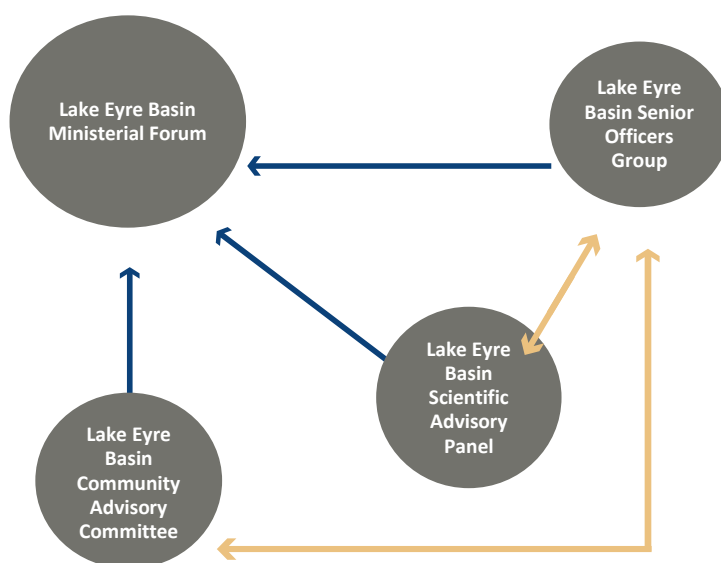 Lake Eyre Basin
Ministerial Forum
Lake Eyre
Basin Senior
Officers
Group
Lake Eyre
Basin
Scientific
Advisory
Panel
Lake Eyre
Basin
Community
Advisory
Committee